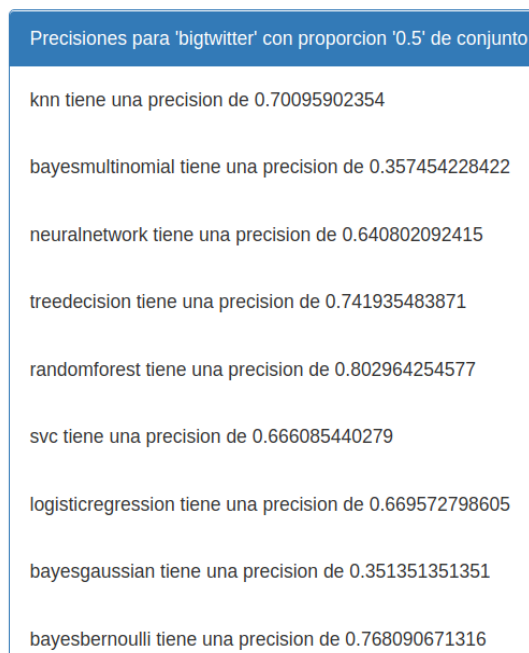 Precisiones para 'bigtwitter' con proporcion '0.5' de conjunto
knn tiene una precision de 0.70095902354
bayesmultinomial tiene una precision de 0.357454228422
neuralnetwork tiene una precision de 0.640802092415
treedecision tiene una precision de 0.741935483871
randomforest tiene una precision de 0.802964254577
svc tiene una precision de 0.666085440279
logisticregression tiene una precision de 0.669572798605
bayesgaussian tiene una precision de 0.351351351351
bayesbernoulli tiene una precision de 0.768090671316